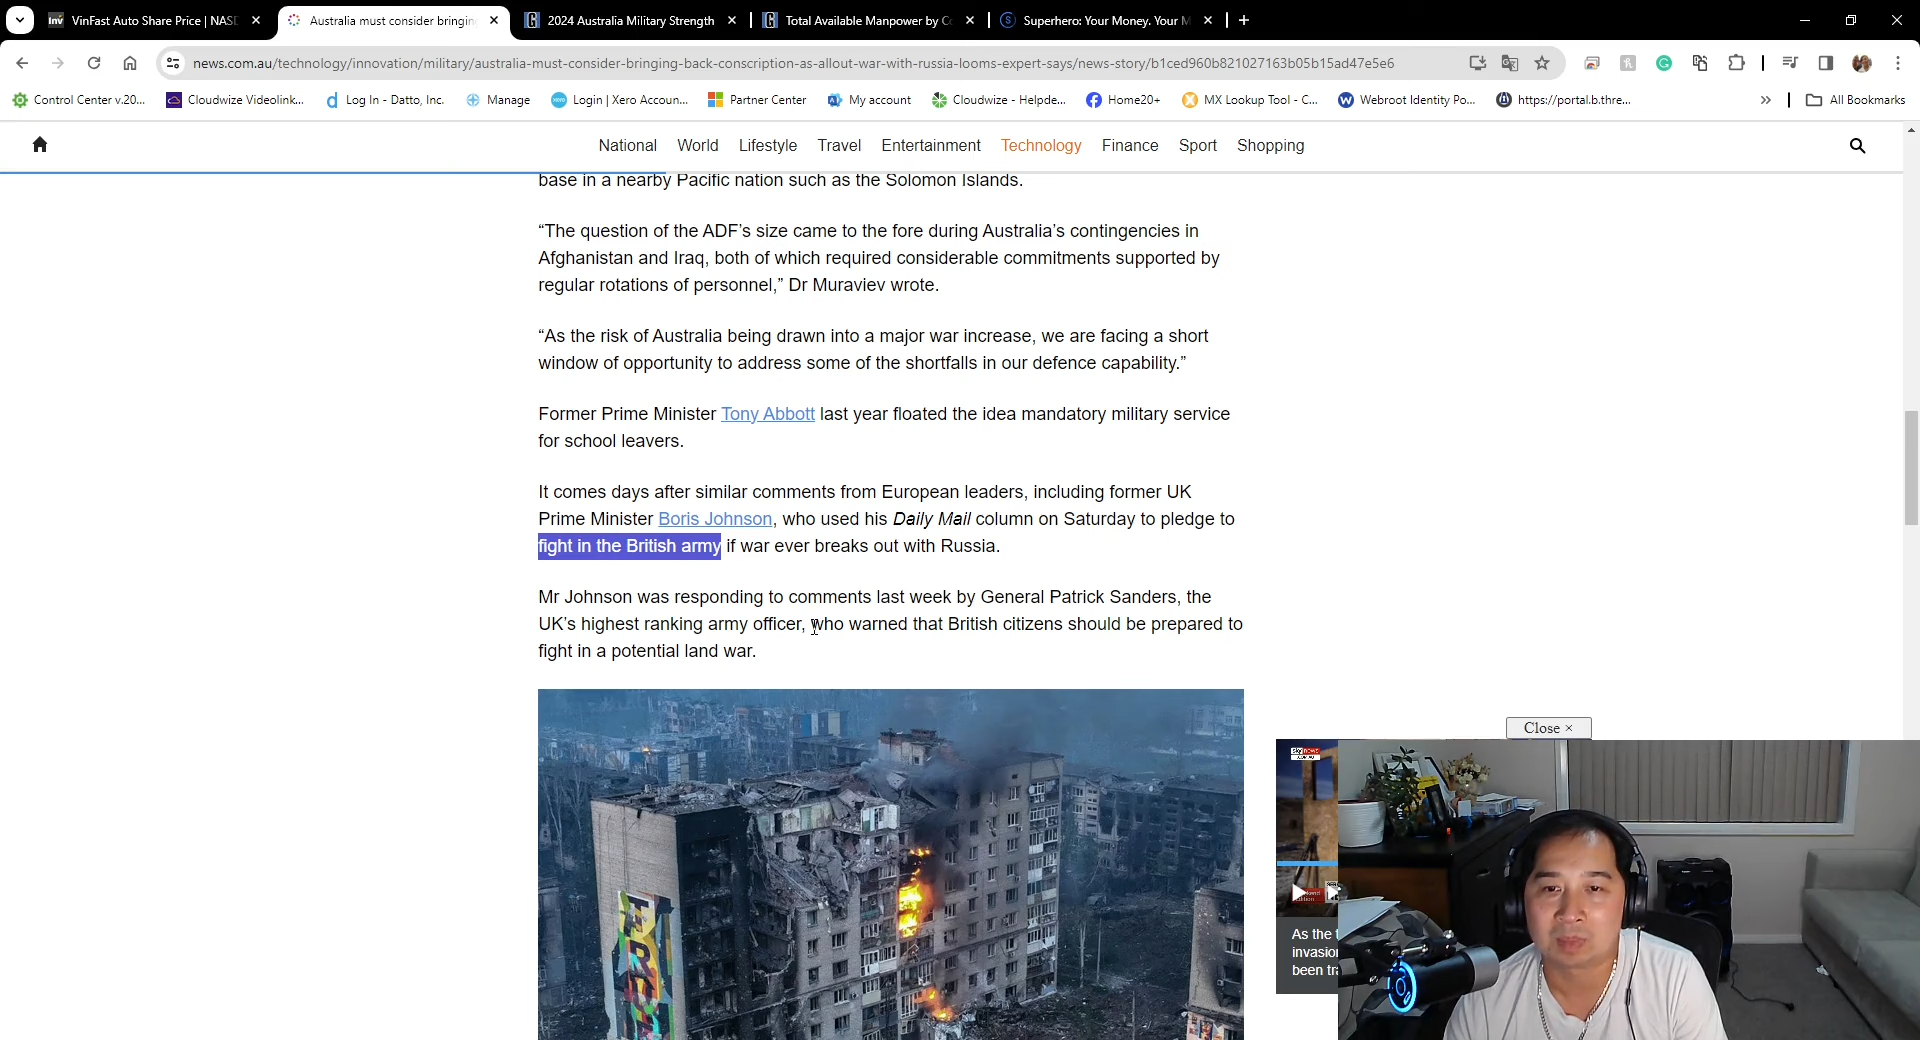 VinFast Auto Share Price | NASD
Australia must consider bringing
2024 Australia Military Strength
Total Available Manpower by Co
Superhero: Your Money. Your M
news.com.au/technology/innovation/military/australia-must-consider-bringing-back-conscription-as-allout-war-with-russia-looms-expert-says/news-story/b1ced960b821027163b05b15ad47e5e6
Control Center v.20...
Cloudwize Videolink...
Log In - Datto, Inc.
Manage
Login | Xero Accoun...
Partner Center
My account
Cloudwize - Helpde...
Home20+
MX Lookup Tool - C...
Webroot Identity Po...
https://portal.b.thre...
All Bookmarks
National World Lifestyle Travel Entertainment Technology Finance Sport Shopping
base in a nearby Pacific nation such as the Solomon Islands.
“The question of the ADF’s size came to the fore during Australia’s contingencies in
Afghanistan and Iraq, both of which required considerable commitments supported by
regular rotations of personnel,” Dr Muraviev wrote.
“As the risk of Australia being drawn into a major war increase, we are facing a short
window of opportunity to address some of the shortfalls in our defence capability.”
Former Prime Minister Tony Abbott last year floated the idea mandatory military service
for school leavers.
It comes days after similar comments from European leaders, including former UK
Prime Minister Boris Johnson, who used his Daily Mail column on Saturday to pledge to
fight in the British army if war ever breaks out with Russia.
Mr Johnson was responding to comments last week by General Patrick Sanders, the
UK’s highest ranking army officer, who warned that British citizens should be prepared to
fight in a potential land war.
Close ×
sky news
As the
invasion
been